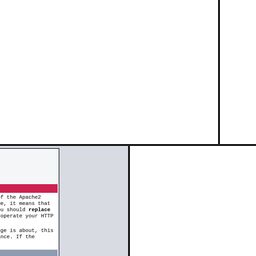 f the Apache2
e, it means that
u should replace
operate your HTTP
ge is about, this
nce. If the